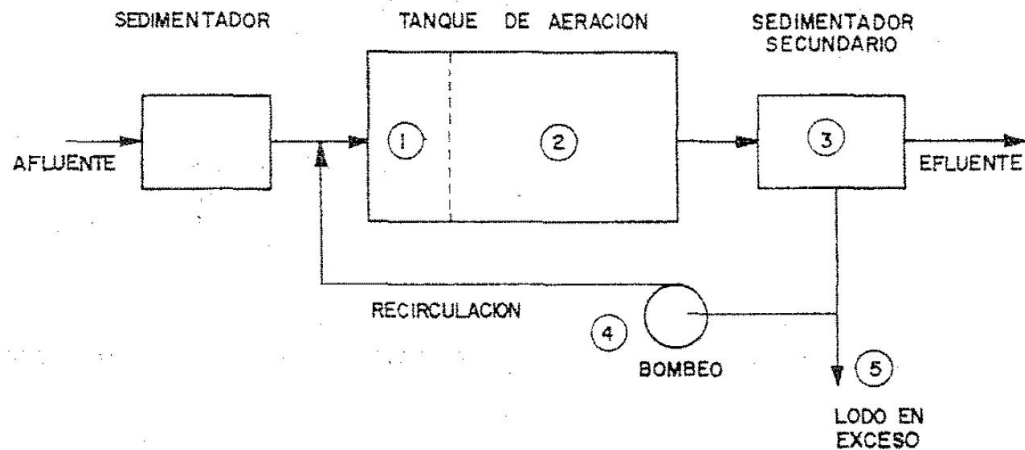 SEDIMENTADOR
TANQUE DE AERACION
SEDIMENTADOR
SECUNDARIO
AFLUENTE
1
2
3
EFLUENTE
RECIRCULACION
4
BOMBEO
5
LODO EN
EXCESO